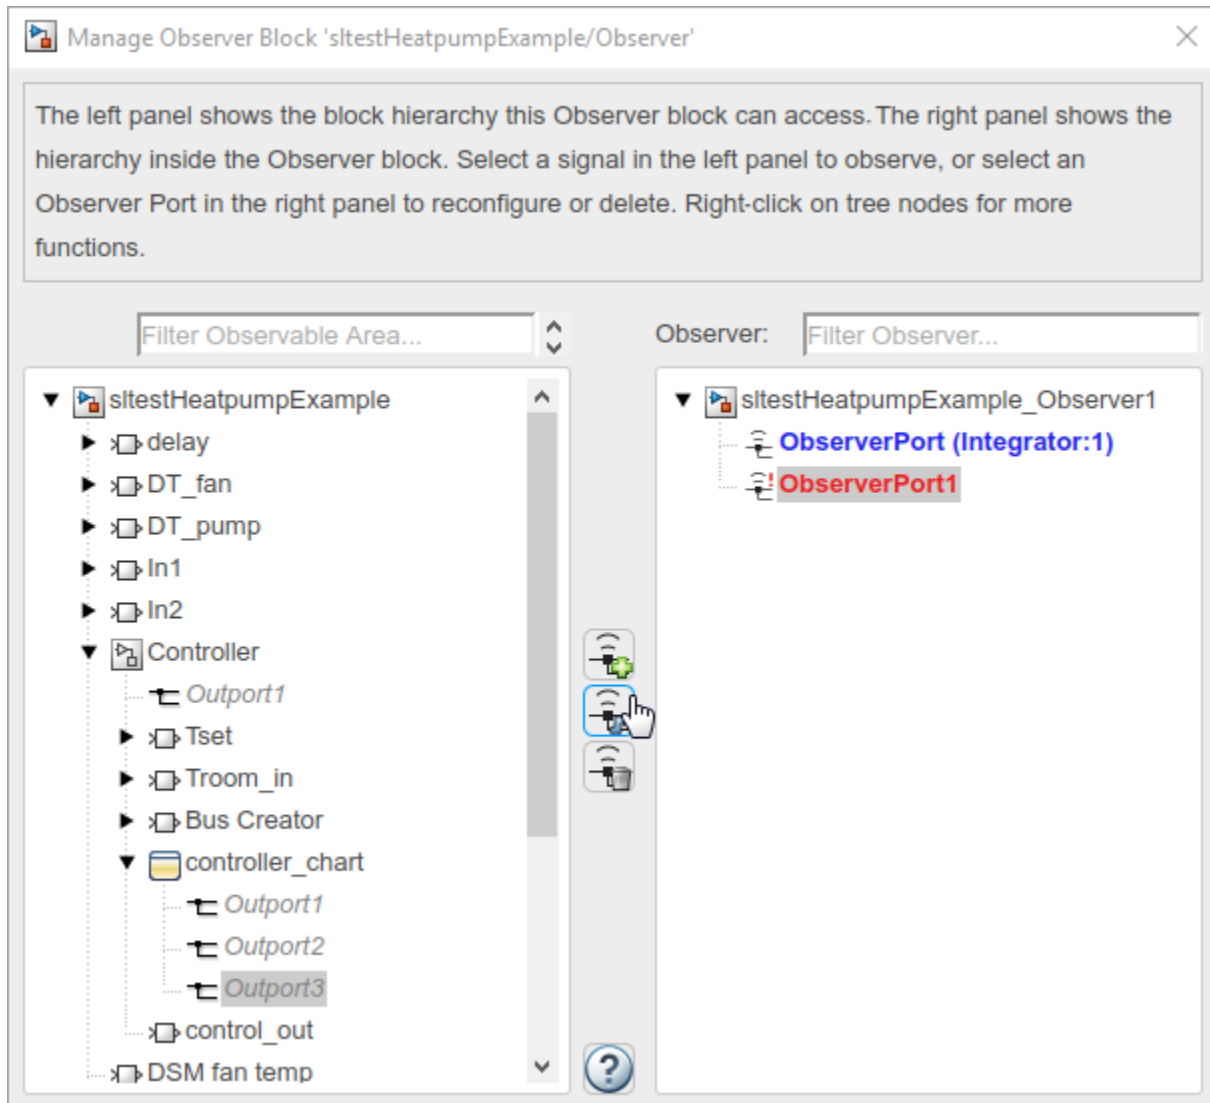 Manage Observer Block 'sltestHeatpumpExample/Observer'
The left panel shows the block hierarchy this Observer block can access. The right panel shows the
hierarchy inside the Observer block. Select a signal in the left panel to observe, or select an
Observer Port in the right panel to reconfigure or delete. Right-click on tree nodes for more
functions.
Filter Observable Area...
Observer: Filter Observer...
sltestHeatpumpExample
delay
DT_fan
DT_pump
In1
In2
Controller
Outport1
Tset
Troom_in
Bus Creator
controller_chart
Outport1
Outport2
Outport3
control_out
DSM fan temp
sltestHeatpumpExample_Observer1
ObserverPort (Integrator:1)
ObserverPort1